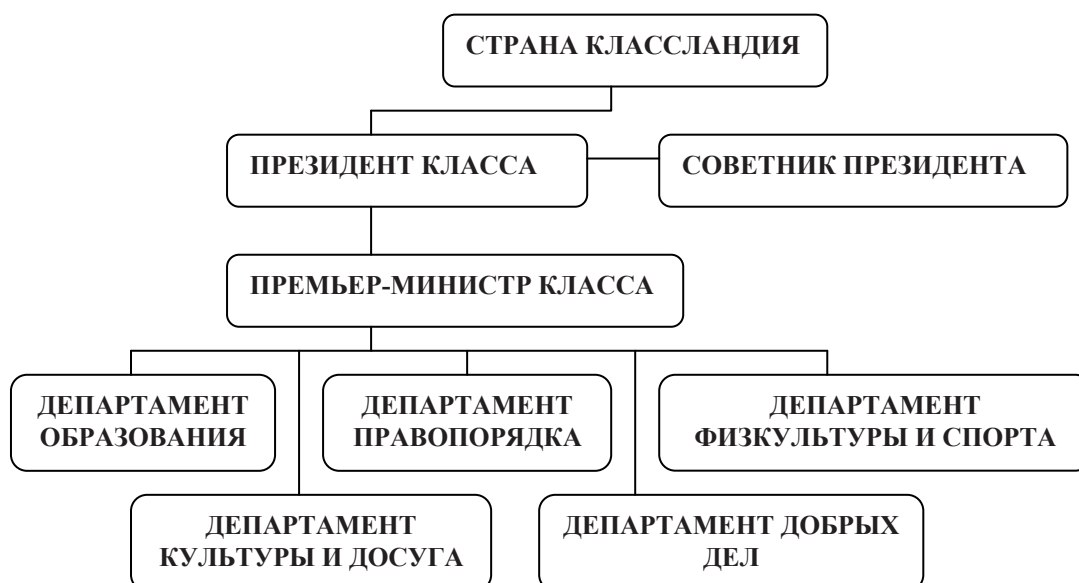 СТРАНА КЛАССЛАНДИЯ
ПРЕЗИДЕНТ КЛАССА
СОВЕТНИК ПРЕЗИДЕНТА
ПРЕМЬЕР-МИНИСТР КЛАССА
ДЕПАРТАМЕНТ
ОБРАЗОВАНИЯ
ДЕПАРТАМЕНТ
ПРАВОПОРЯДКА
ДЕПАРТАМЕНТ
ФИЗКУЛЬТУРЫ И СПОРТА
ДЕПАРТАМЕНТ
КУЛЬТУРЫ И ДОСУГА
ДЕПАРТАМЕНТ ДОБРЫХ
ДЕЛ